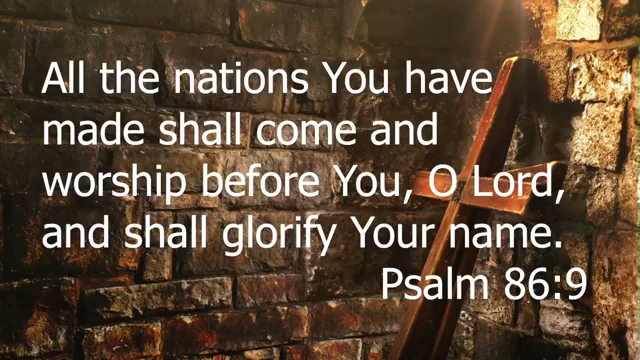 All the nations You have
made shall come and
worship before You, O Lord,
and shall glorify Your name.
Psalm 86:9